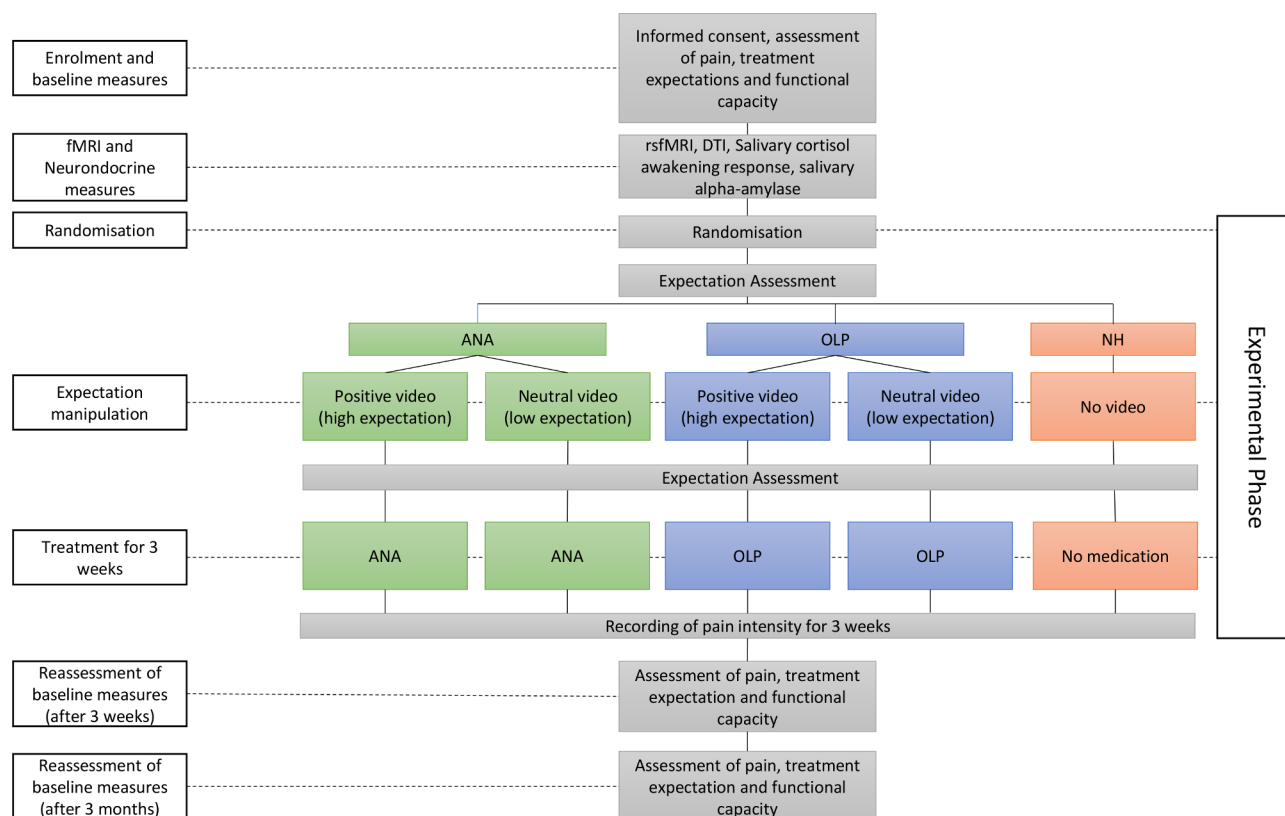 Enrolment and
baseline measures
Informed consent, assessment
of pain, treatment
expectations and functional
capacity
fMRI and
Neurondocrine
measures
rsfMRI, DTI, Salivary cortisol
awakening response, salivary
alpha-amylase
Randomisation
Randomisation
Expectation Assessment
ANA
OLP
NH
Expectation
manipulation
Positive video
(high expectation)
Neutral video
(low expectation)
Positive video
(high expectation)
Neutral video
(low expectation)
No video
Expectation Assessment
Treatment for 3
weeks
ANA
ANA
OLP
OLP
No medication
Recording of pain intensity for 3 weeks
Experimental Phase
Reassessment of
baseline measures
(after 3 weeks)
Assessment of pain, treatment
expectation and functional
capacity
Reassessment of
baseline measures
(after 3 months)
Assessment of pain, treatment
expectation and functional
capacity